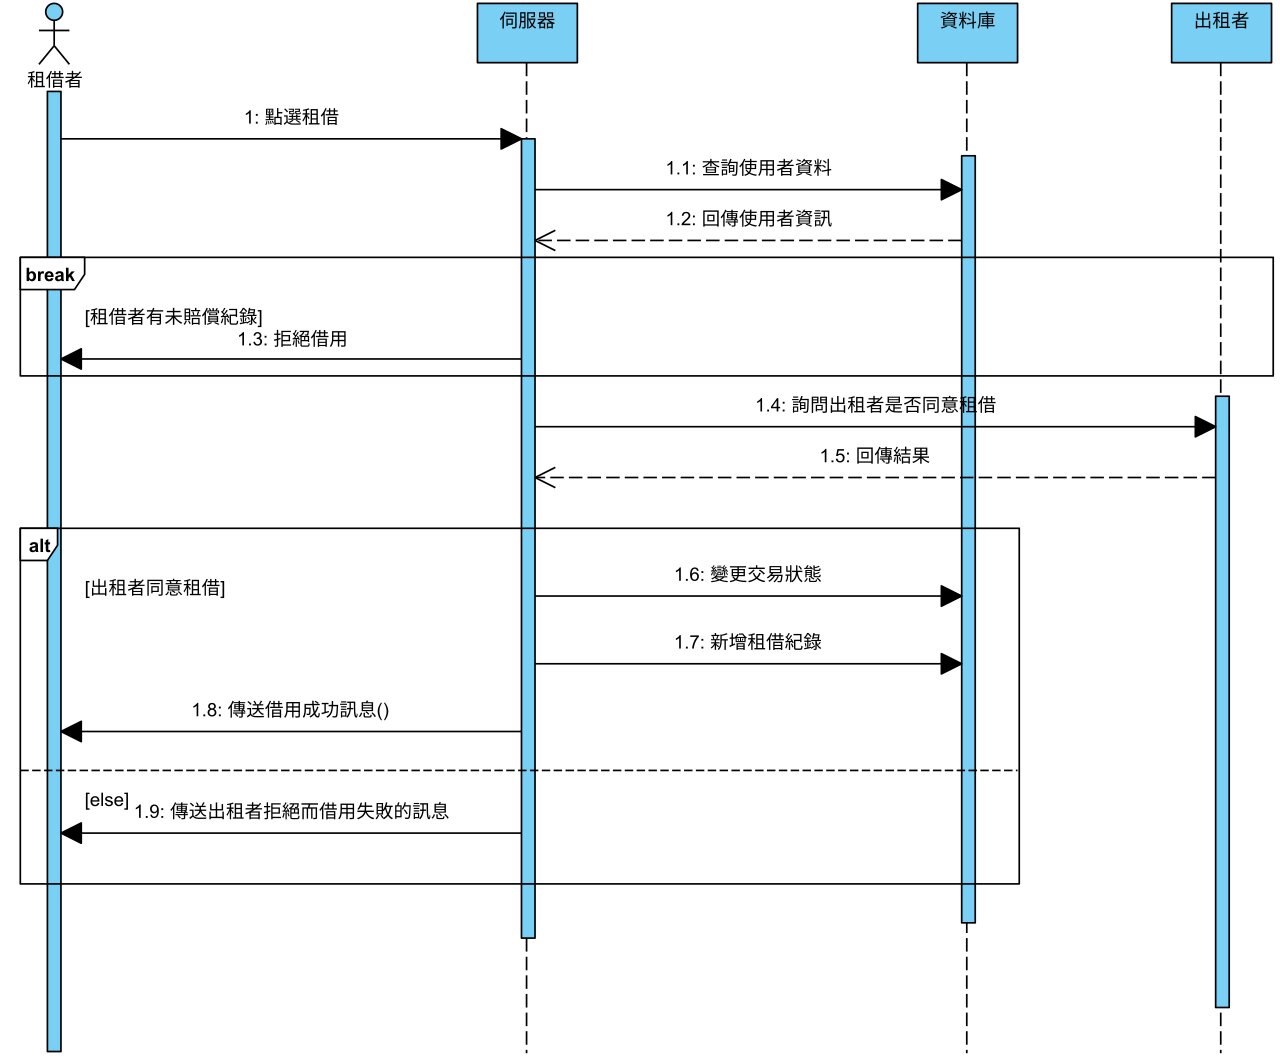 伺服器
資料庫
出租者
租借者
1: 點選租借
1.1: 查詢使用者資料
1.2: 回傳使用者資訊
break
[租借者有未賠償紀錄]
1.3: 拒絕借用
1.4: 詢問出租者是否同意租借
1.5: 回傳結果
alt
1.6: 變更交易狀態
[出租者同意租借]
1.7: 新增租借紀錄
1.8: 傳送借用成功訊息()
[else]
1.9: 傳送出租者拒絕而借用失敗的訊息